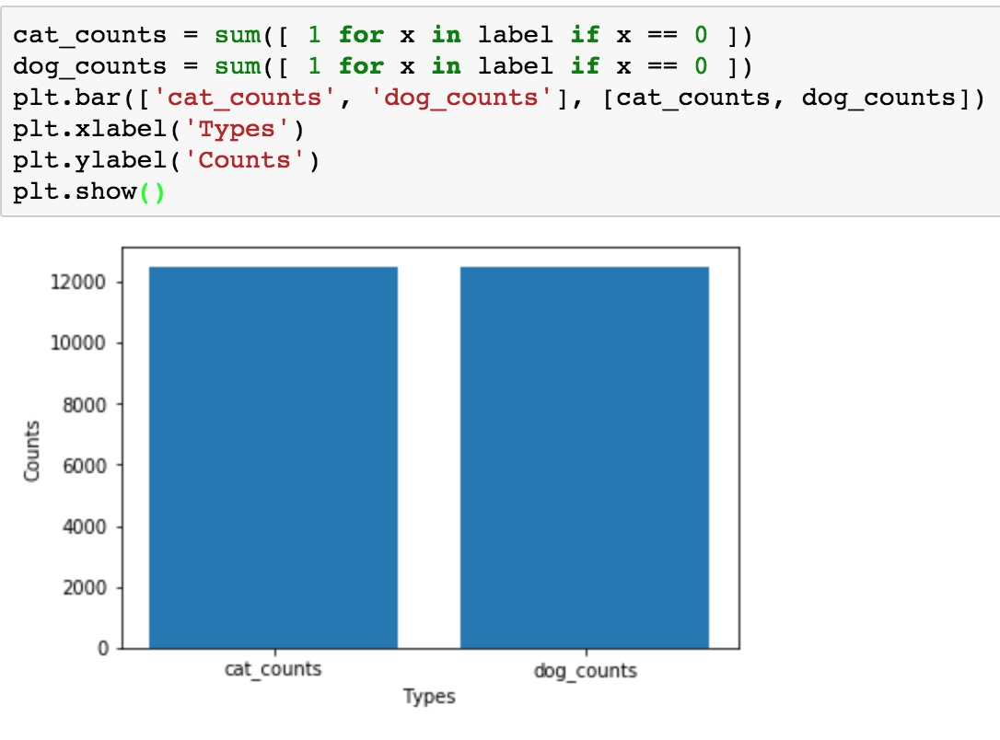 cat_counts = sum([ 1 for x in label if x == 0 ])
dog_counts = sum([ 1 for x in label if x == 0 ])
plt.bar(['cat_counts', 'dog_counts'], [cat_counts, dog_counts])
plt.xlabel('Types')
plt.ylabel('Counts')
plt.show()
12000
10000
8000
6000
4000
2000
0
Counts
cat_counts
dog_counts
Types